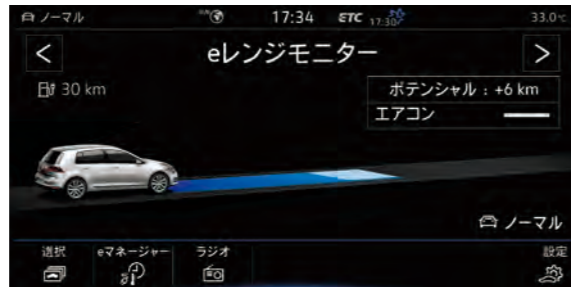 ノーマル 17:34 ETC 17:30 33.0℃
< eレンジモニター >
30 km
ポテンシャル：+6 km
エアコン
ノーマル
選択 eマネージャー ラジオ 設定